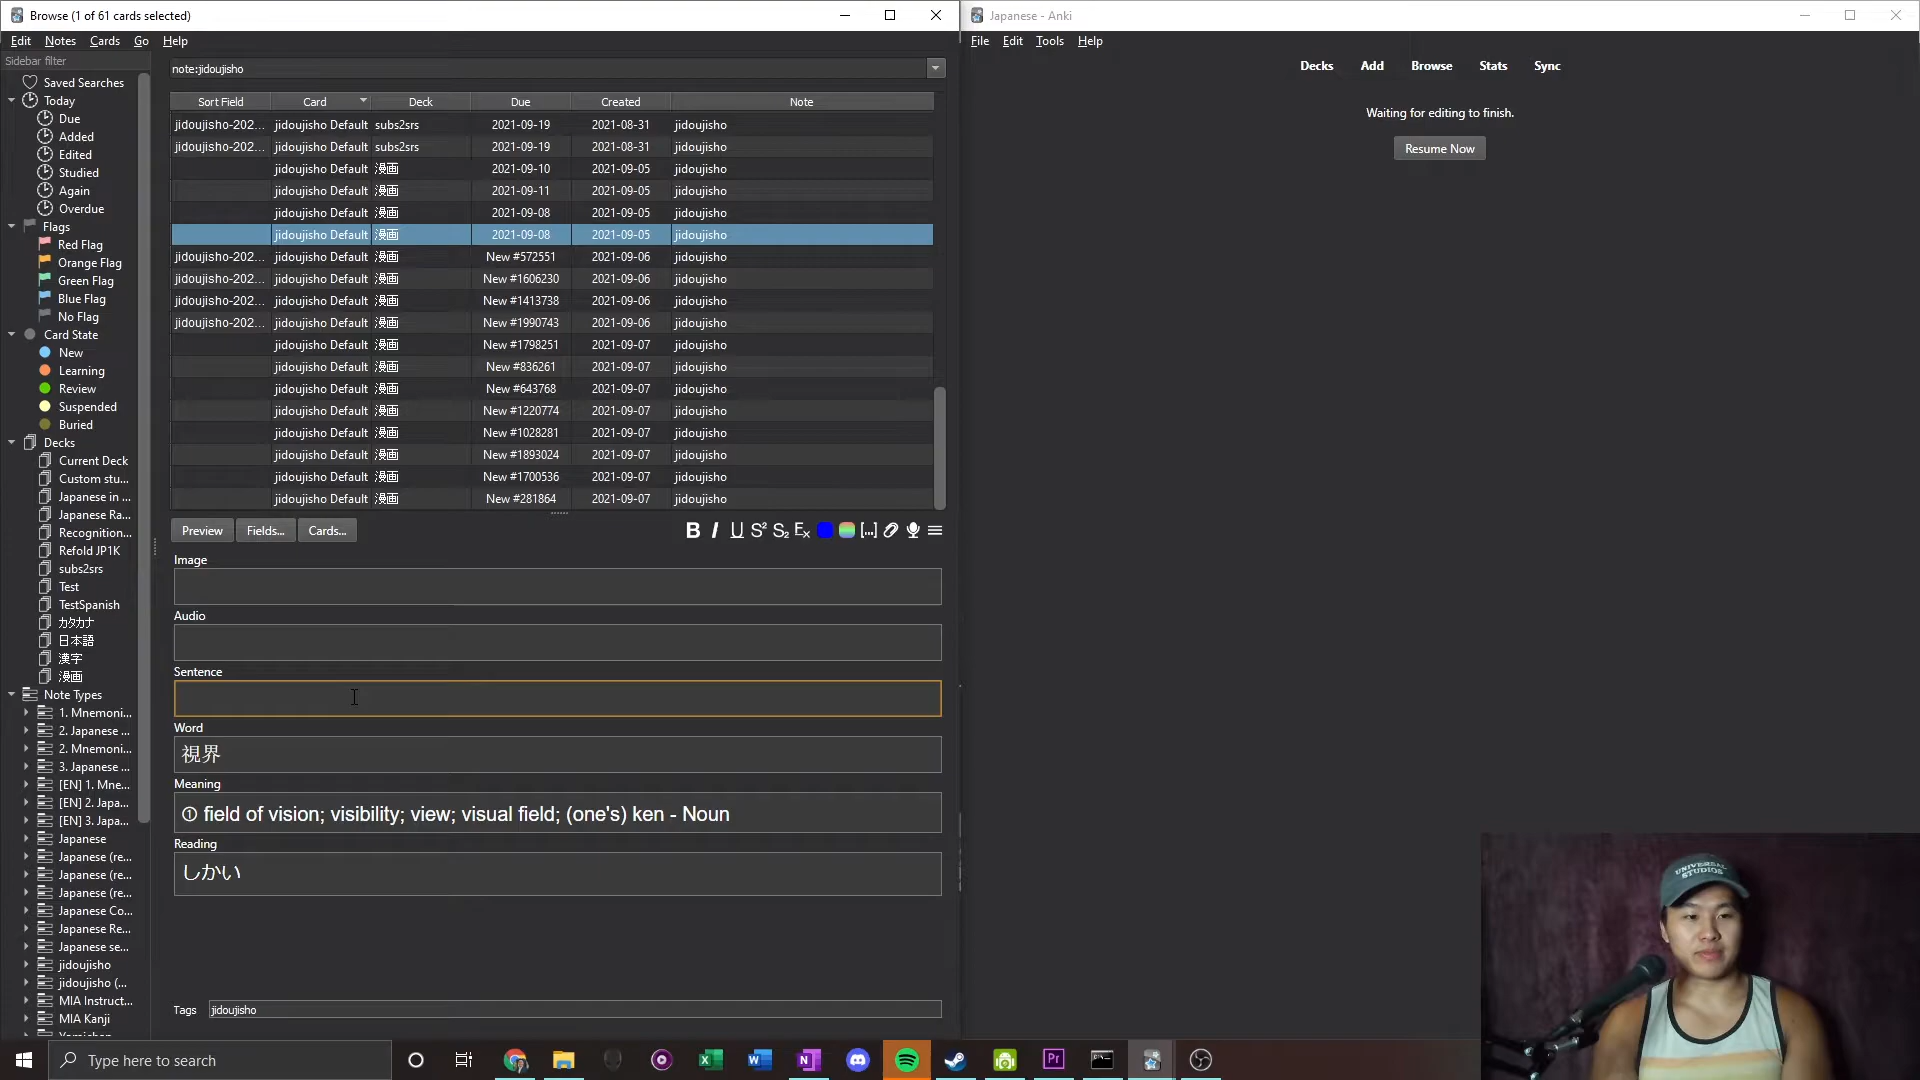 Browse (1 of 61 cards selected)
Edit Notes Cards Go Help
Sidebar filter
Saved Searches
Today
Due
Added
Edited
Studied
Again
Overdue
Flags
Red Flag
Orange Flag
Green Flag
Blue Flag
No Flag
Card State
New
Learning
Review
Suspended
Buried
Decks
Current Deck
Custom stu...
Japanese in ...
Japanese Ra...
Recognition...
Refold JP1K
subs2srs
Test
TestSpanish
カタカナ
日本語
漢字
漫画
Note Types
1. Mnemoni...
2. Japanese ...
2. Mnemoni...
3. Japanese ...
[EN] 1. Mne...
[EN] 2. Japa...
[EN] 3. Japa...
Japanese
Japanese (re...
Japanese (re...
Japanese (re...
Japanese Co...
Japanese Re...
Japanese se...
jidoujisho
jidoujisho (...
MIA Instruct...
MIA Kanji
note:jidoujisho
Sort Field Card Deck Due Created Note
jidoujisho-202... jidoujisho Default subs2srs 2021-09-19 2021-08-31 jidoujisho
jidoujisho-202... jidoujisho Default subs2srs 2021-09-19 2021-08-31 jidoujisho
jidoujisho Default 漫画 2021-09-10 2021-09-05 jidoujisho
jidoujisho Default 漫画 2021-09-11 2021-09-05 jidoujisho
jidoujisho Default 漫画 2021-09-08 2021-09-05 jidoujisho
jidoujisho Default 漫画 2021-09-08 2021-09-05 jidoujisho
jidoujisho-202... jidoujisho Default 漫画 New #572551 2021-09-06 jidoujisho
jidoujisho-202... jidoujisho Default 漫画 New #1606230 2021-09-06 jidoujisho
jidoujisho-202... jidoujisho Default 漫画 New #1413738 2021-09-06 jidoujisho
jidoujisho-202... jidoujisho Default 漫画 New #1990743 2021-09-06 jidoujisho
jidoujisho Default 漫画 New #1798251 2021-09-07 jidoujisho
jidoujisho Default 漫画 New #836261 2021-09-07 jidoujisho
jidoujisho Default 漫画 New #643768 2021-09-07 jidoujisho
jidoujisho Default 漫画 New #1220774 2021-09-07 jidoujisho
jidoujisho Default 漫画 New #1028281 2021-09-07 jidoujisho
jidoujisho Default 漫画 New #1893024 2021-09-07 jidoujisho
jidoujisho Default 漫画 New #1700536 2021-09-07 jidoujisho
jidoujisho Default 漫画 New #281864 2021-09-07 jidoujisho
Preview Fields... Cards... B I U S² S₂ Ex [...]
Image
Audio
Sentence
Word
視界
Meaning
① field of vision; visibility; view; visual field; (one's) ken - Noun
Reading
しかい
Tags jidoujisho
Japanese - Anki
File Edit Tools Help
Decks Add Browse Stats Sync
Waiting for editing to finish.
Resume Now
UNIVERSAL
STUDIOS
Type here to search